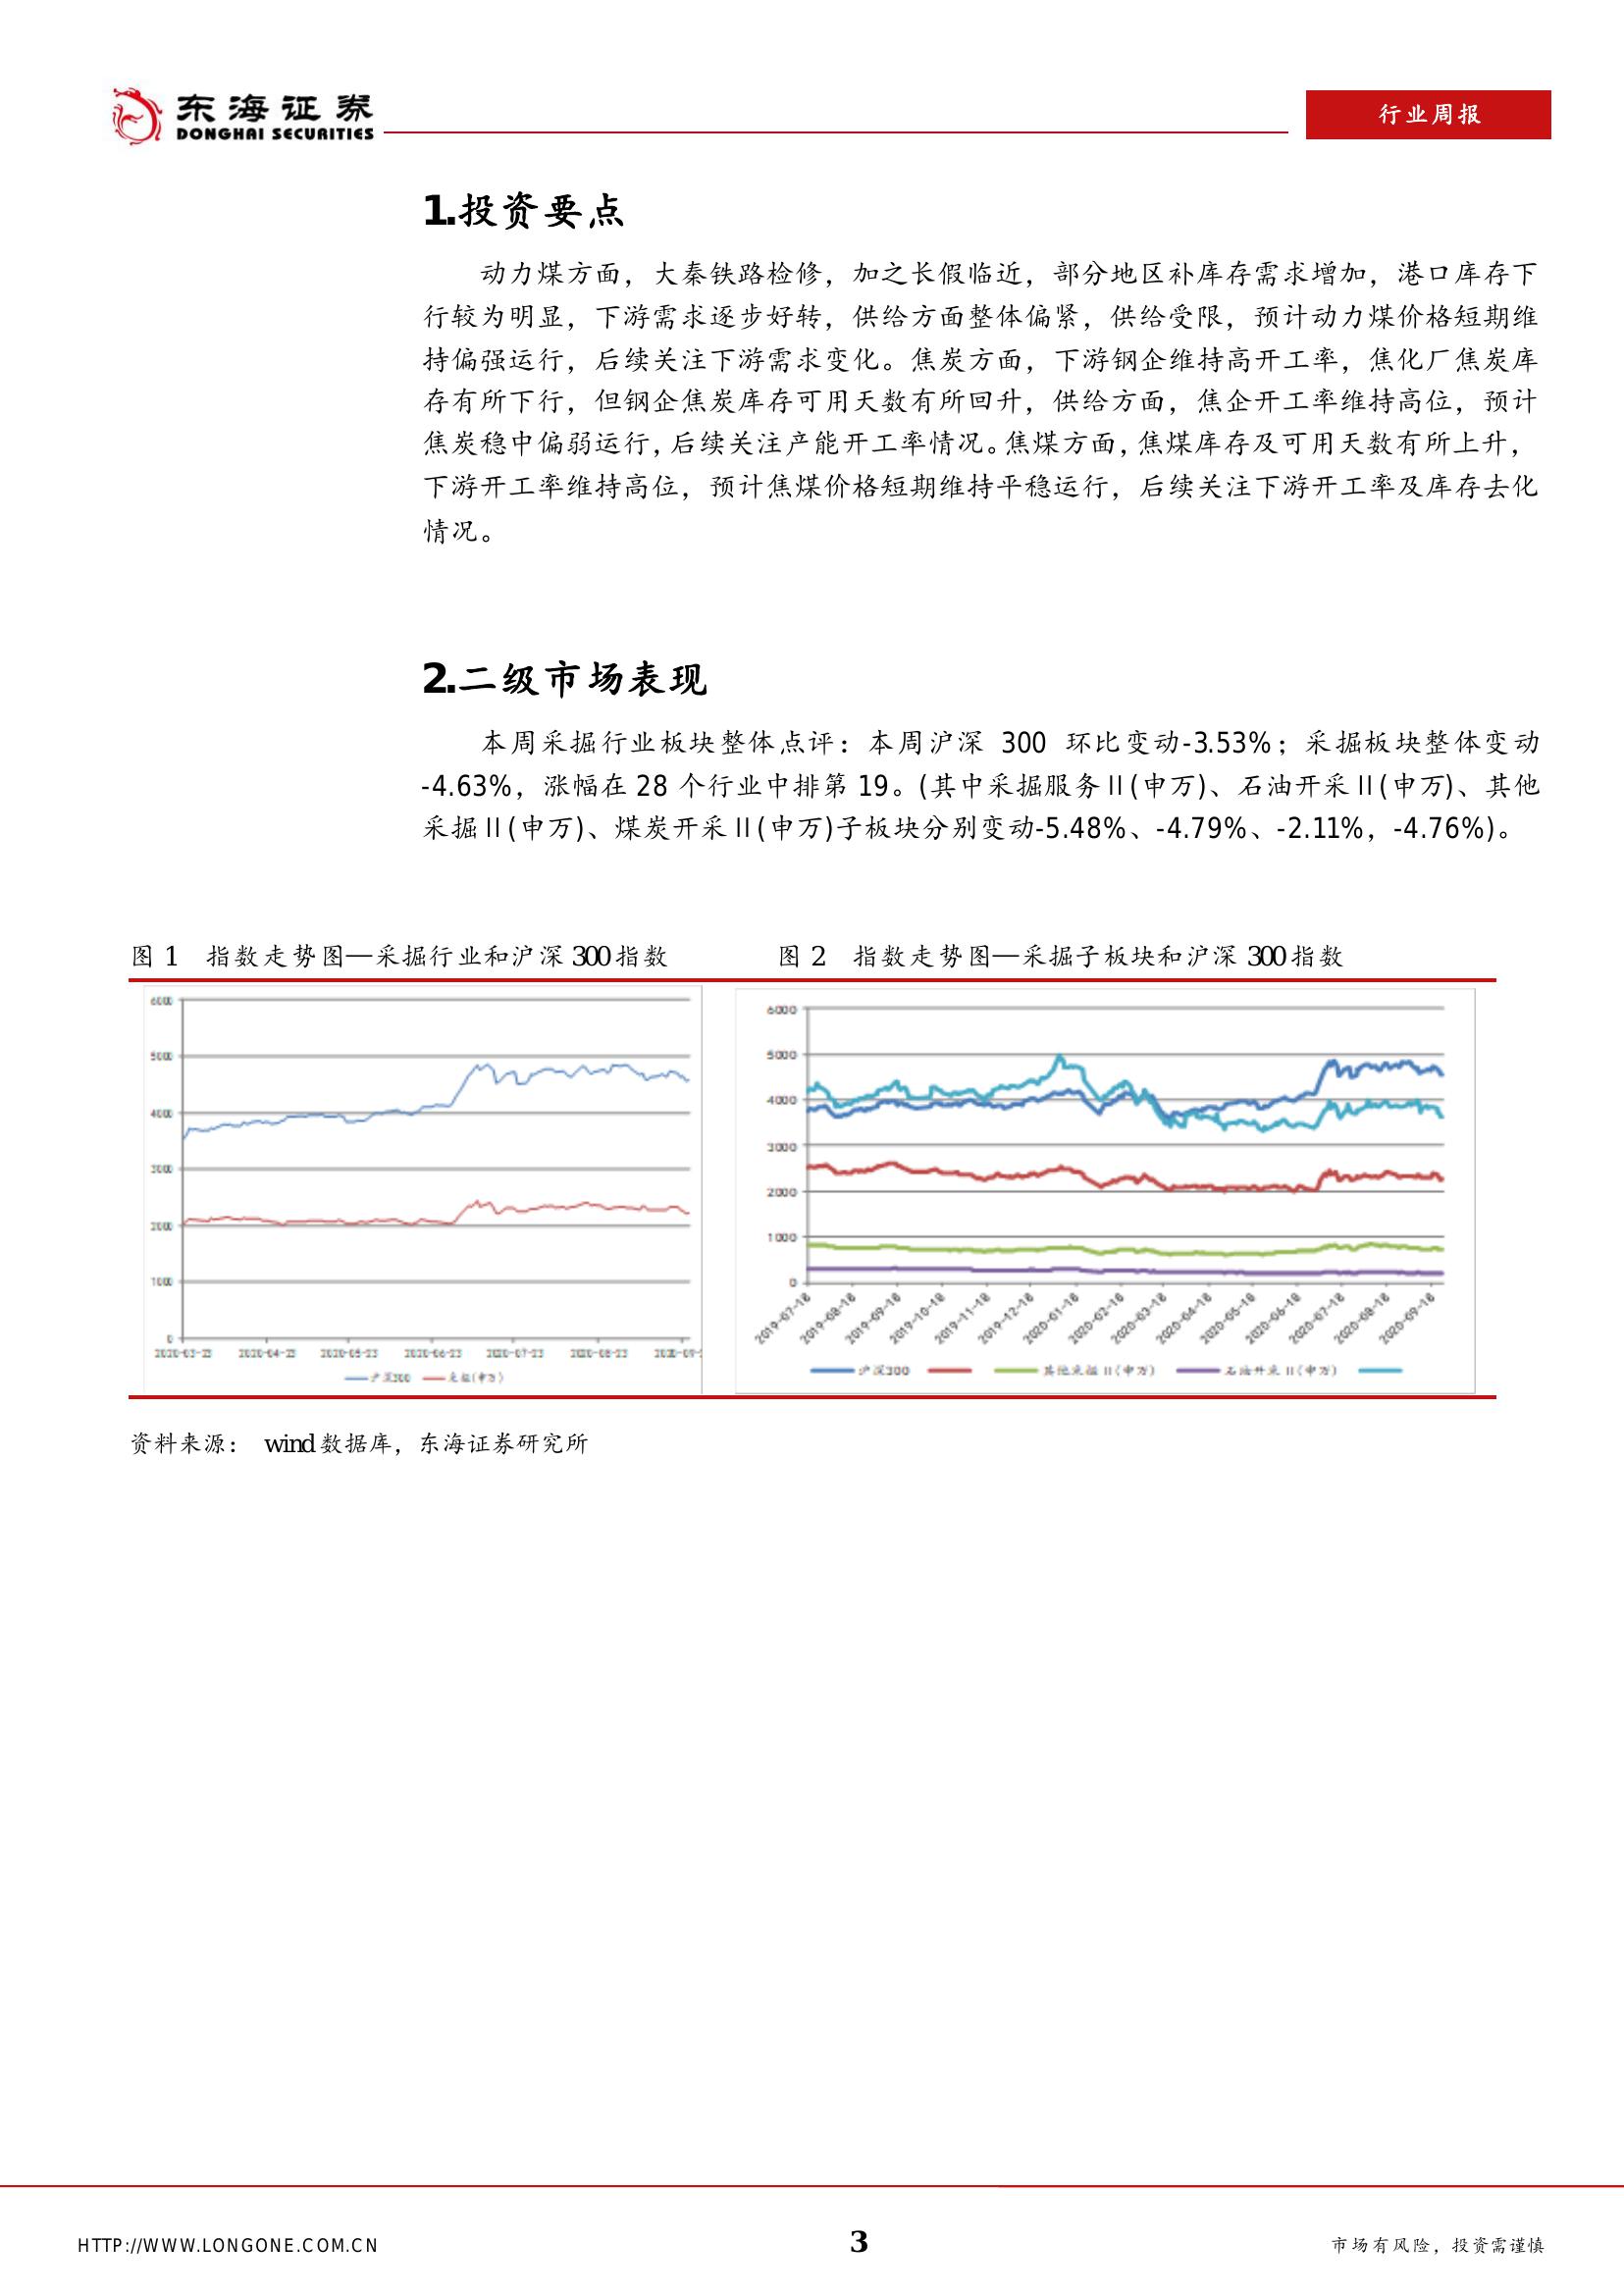 东海证券
DONGHAI SECURITIES
行业周报
1.投资要点
动力煤方面，大秦铁路检修，加之长假临近，部分地区补库存需求增加，港口库存下
行较为明显，下游需求逐步好转，供给方面整体偏紧，供给受限，预计动力煤价格短期维
持偏强运行，后续关注下游需求变化。焦炭方面，下游钢企维持高开工率，焦化厂焦炭库
存有所下行，但钢企焦炭库存可用天数有所回升，供给方面，焦企开工率维持高位，预计
焦炭稳中偏弱运行，后续关注产能开工率情况。焦煤方面，焦煤库存及可用天数有所上升，
下游开工率维持高位，预计焦煤价格短期维持平稳运行，后续关注下游开工率及库存去化
情况。
2.二级市场表现
本周采掘行业板块整体点评：本周沪深 300 环比变动-3.53%；采掘板块整体变动
-4.63%，涨幅在 28 个行业中排第 19。(其中采掘服务Ⅱ(申万)、石油开采Ⅱ(申万)、其他
采掘Ⅱ(申万)、煤炭开采Ⅱ(申万)子板块分别变动-5.48%、-4.79%、-2.11%，-4.76%)。
图 1 指数走势图—采掘行业和沪深 300 指数
图 2 指数走势图—采掘子板块和沪深 300 指数
6000
5000
4000
3000
2000
1000
0
2020-03-23 2020-04-23 2020-05-23 2020-06-23 2020-07-23 2020-08-23
沪深300 采掘(申万)
6000
5000
4000
3000
2000
1000
0
2019-07-18 2019-08-18 2019-09-18 2019-10-18 2019-11-18 2019-12-18 2020-01-18 2020-02-18 2020-03-18 2020-04-18 2020-05-18 2020-06-18 2020-07-18 2020-08-18 2020-09-18
沪深300 其他采掘Ⅱ(申万) 石油开采Ⅱ(申万)
资料来源： wind 数据库，东海证券研究所
HTTP://WWW.LONGONE.COM.CN
3
市场有风险，投资需谨慎